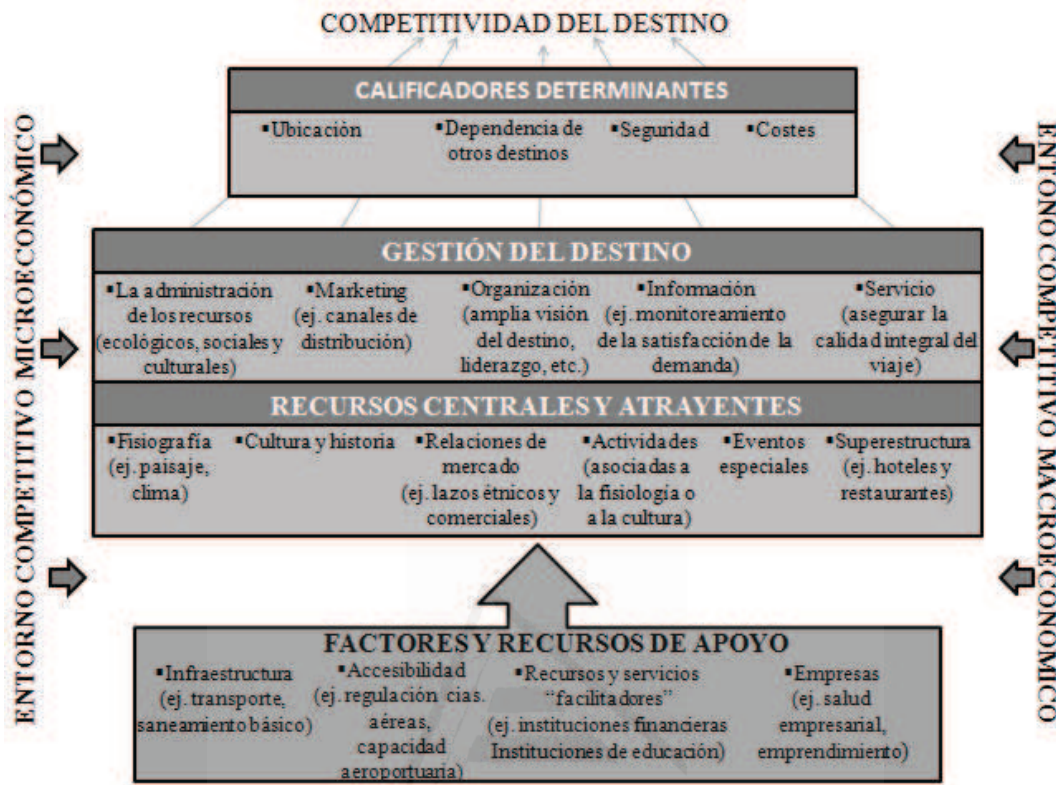 COMPETITIVIDAD DEL DESTINO
CALIFICADORES DETERMINANTES
▪Ubicación
▪Dependencia de
otros destinos
▪Seguridad
▪Costes
GESTIÓN DEL DESTINO
▪La administración
de los recursos
(ecológicos, sociales y
culturales)
▪Marketing
(ej. canales de
distribución)
▪Organización
(amplia visión
del destino,
liderazgo, etc.)
▪Información
(ej. monitoreamiento
de la satisfacción de la
demanda)
▪Servicio
(asegurar la
calidad integral del
viaje)
RECURSOS CENTRALES Y ATRAYENTES
▪Fisiografía
(ej. paisaje,
clima)
▪Cultura y historia
▪Relaciones de
mercado
(ej. lazos étnicos y
comerciales)
▪Actividades
(asociadas a
la fisiología o
a la cultura)
▪Eventos
especiales
▪Superestructura
(ej. hoteles y
restaurantes)
FACTORES Y RECURSOS DE APOYO
▪Infraestructura
(ej. transporte,
saneamiento básico)
▪Accesibilidad
(ej. regulación cias.
aéreas,
capacidad
aeroportuaría)
▪Recursos y servicios
"facilitadores"
(ej. instituciones financieras
Instituciones de educación)
▪Empresas
(ej. salud
empresarial,
emprendimiento)
ENTORNO COMPETITIVO MICROECONÓMICO
ENTONO COMPETITIVO MACROECONÓMICO